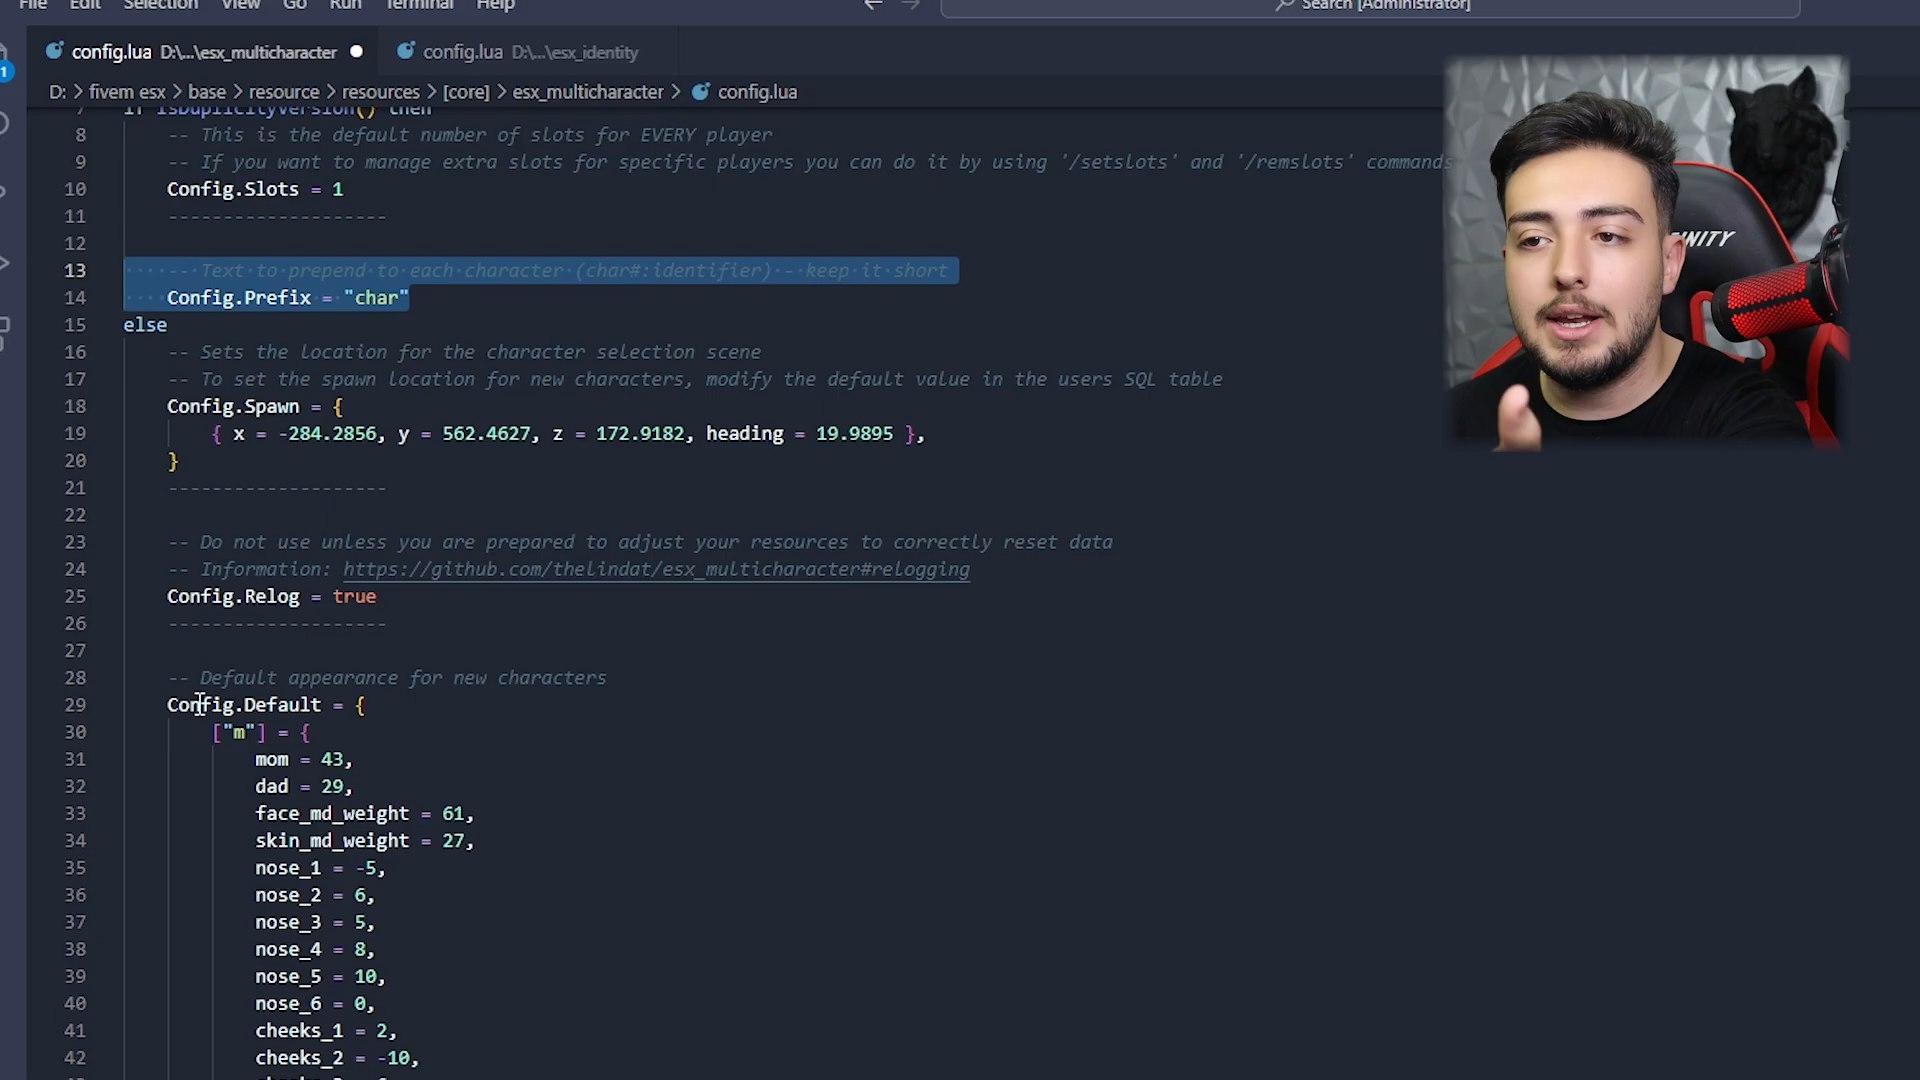 File Edit Selection View Go Run Terminal Help
Search [Administrator]
config.lua D:\...\esx_multicharacter config.lua D:\...\esx_identity
D: > fivem esx > base > resource > resources > [core] > esx_multicharacter > config.lua
7 if IsDuplicityVersion() then
8 -- This is the default number of slots for EVERY player
9 -- If you want to manage extra slots for specific players you can do it by using '/setslots' and '/remslots' commands
10 Config.Slots = 1
11 --------------------
12
13 -- Text to prepend to each character (char#:identifier) - keep it short
14 Config.Prefix = "char"
15 else
16 -- Sets the location for the character selection scene
17 -- To set the spawn location for new characters, modify the default value in the users SQL table
18 Config.Spawn = {
19 { x = -284.2856, y = 562.4627, z = 172.9182, heading = 19.9895 },
20 }
21 --------------------
22
23 -- Do not use unless you are prepared to adjust your resources to correctly reset data
24 -- Information: https://github.com/thelindat/esx_multicharacter#relogging
25 Config.Relog = true
26 --------------------
27
28 -- Default appearance for new characters
29 Config.Default = {
30 ["m"] = {
31 mom = 43,
32 dad = 29,
33 face_md_weight = 61,
34 skin_md_weight = 27,
35 nose_1 = -5,
36 nose_2 = 6,
37 nose_3 = 5,
38 nose_4 = 8,
39 nose_5 = 10,
40 nose_6 = 0,
41 cheeks_1 = 2,
42 cheeks_2 = -10,
1